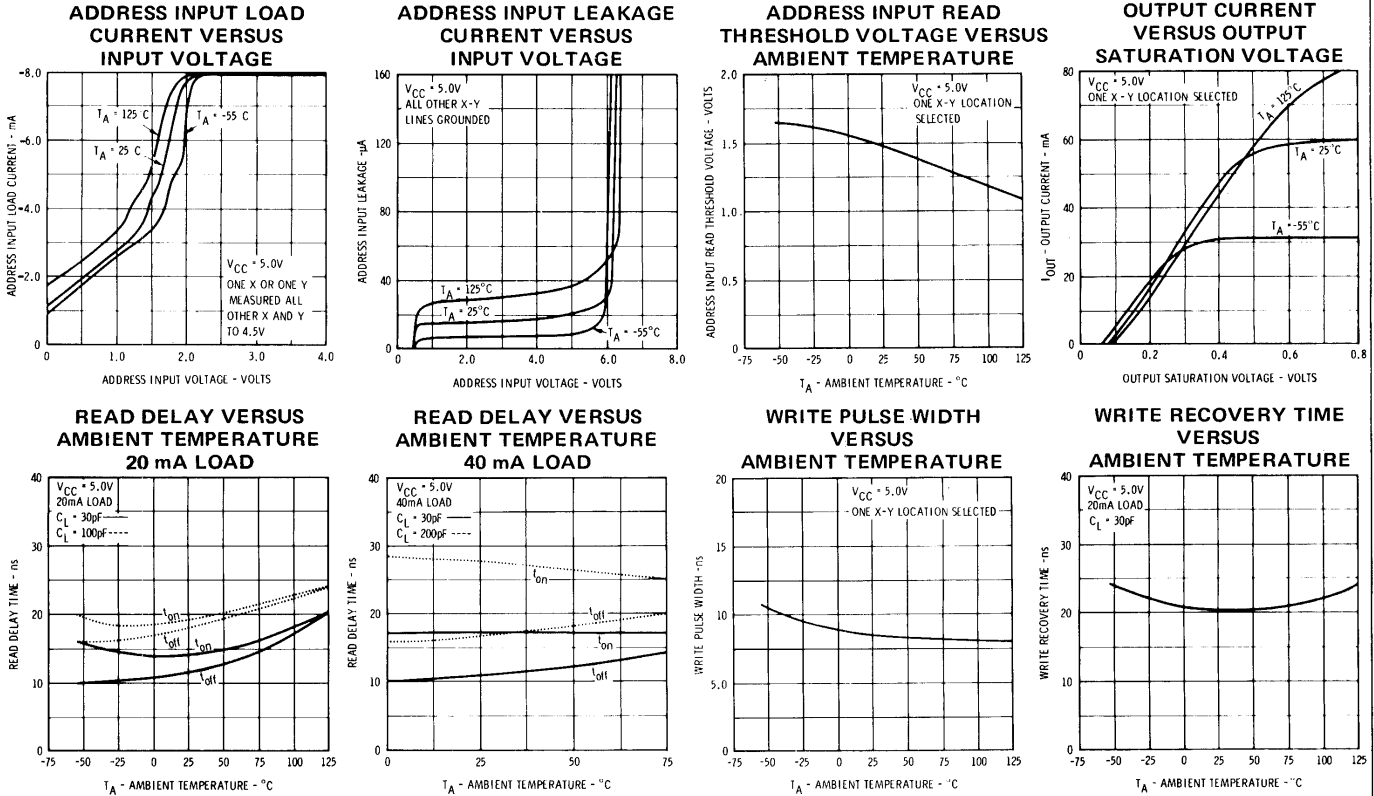 ADDRESS INPUT LOAD
CURRENT VERSUS
INPUT VOLTAGE
-8.0
-6.0
-4.0
-2.0
0
ADDRESS INPUT LOAD CURRENT - mA
T_A = 125 C
T_A = -55 C
T_A = 25 C
V_CC = 5.0V
ONE X OR ONE Y
MEASURED ALL
OTHER X AND Y
TO 4.5V
0 1.0 2.0 3.0 4.0
ADDRESS INPUT VOLTAGE - VOLTS
ADDRESS INPUT LEAKAGE
CURRENT VERSUS
INPUT VOLTAGE
160
120
80
40
0
ADDRESS INPUT LEAKAGE - µA
V_CC = 5.0V
ALL OTHER X-Y
LINES GROUNDED
T_A = 125°C
T_A = 25°C
T_A = -55°C
0 2.0 4.0 6.0 8.0
ADDRESS INPUT VOLTAGE - VOLTS
ADDRESS INPUT READ
THRESHOLD VOLTAGE VERSUS
AMBIENT TEMPERATURE
2.0
1.5
1.0
0.5
0
ADDRESS INPUT READ THRESHOLD VOLTAGE - VOLTS
V_CC = 5.0V
ONE X-Y LOCATION
SELECTED
-75 -50 -25 0 25 50 75 100 125
T_A - AMBIENT TEMPERATURE - °C
OUTPUT CURRENT
VERSUS OUTPUT
SATURATION VOLTAGE
80
60
40
20
0
I_OUT - OUTPUT CURRENT - mA
V_CC = 5.0V
ONE X-Y LOCATION SELECTED
T_A = 125°C
T_A = 25°C
T_A = -55°C
0 0.2 0.4 0.6 0.8
OUTPUT SATURATION VOLTAGE - VOLTS
READ DELAY VERSUS
AMBIENT TEMPERATURE
20 mA LOAD
40
30
20
10
0
READ DELAY TIME - ns
V_CC = 5.0V
20mA LOAD
C_L = 30pF
C_L = 100pF
t_on
t_off
t_on
t_off
-75 -50 -25 0 25 50 75 100 125
T_A - AMBIENT TEMPERATURE - °C
READ DELAY VERSUS
AMBIENT TEMPERATURE
40 mA LOAD
40
30
20
10
0
READ DELAY TIME - ns
V_CC = 5.0V
40mA LOAD
C_L = 30pF
C_L = 200pF
t_on
t_off
t_on
t_off
0 25 50 75
T_A - AMBIENT TEMPERATURE - °C
WRITE PULSE WIDTH
VERSUS
AMBIENT TEMPERATURE
20
15
10
5.0
0
WRITE PULSE WIDTH - ns
V_CC = 5.0V
ONE X-Y LOCATION SELECTED
-75 -50 -25 0 25 50 75 100 125
T_A - AMBIENT TEMPERATURE - °C
WRITE RECOVERY TIME
VERSUS
AMBIENT TEMPERATURE
40
30
20
10
0
WRITE RECOVERY TIME - ns
V_CC = 5.0V
20mA LOAD
C_L = 30pF
-75 -50 -25 0 25 50 75 100 125
T_A - AMBIENT TEMPERATURE - °C